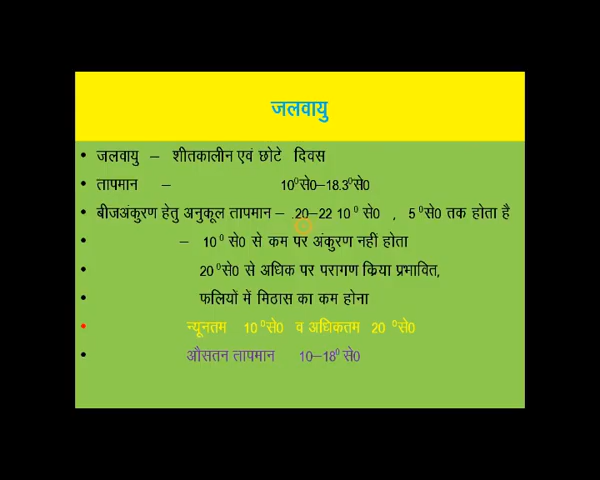 जलवायु
• जलवायु – शीतकालीन एवं छोटे दिवस
• तापमान – 10⁰से0–18.3⁰से0
• बीजअंकुरण हेतु अनुकूल तापमान – .20–22 10 ⁰ से0 , 5 ⁰से0 तक होता है
• – 10 ⁰ से0 से कम पर अंकुरण नहीं होता
• 20 ⁰से0 से अधिक पर परागण क्रिया प्रभावित,
• फलियों में मिठास का कम होना
• न्यूनतम 10 ⁰से0 व अधिकतम 20 ⁰से0
• औसतन तापमान 10–18⁰ से0